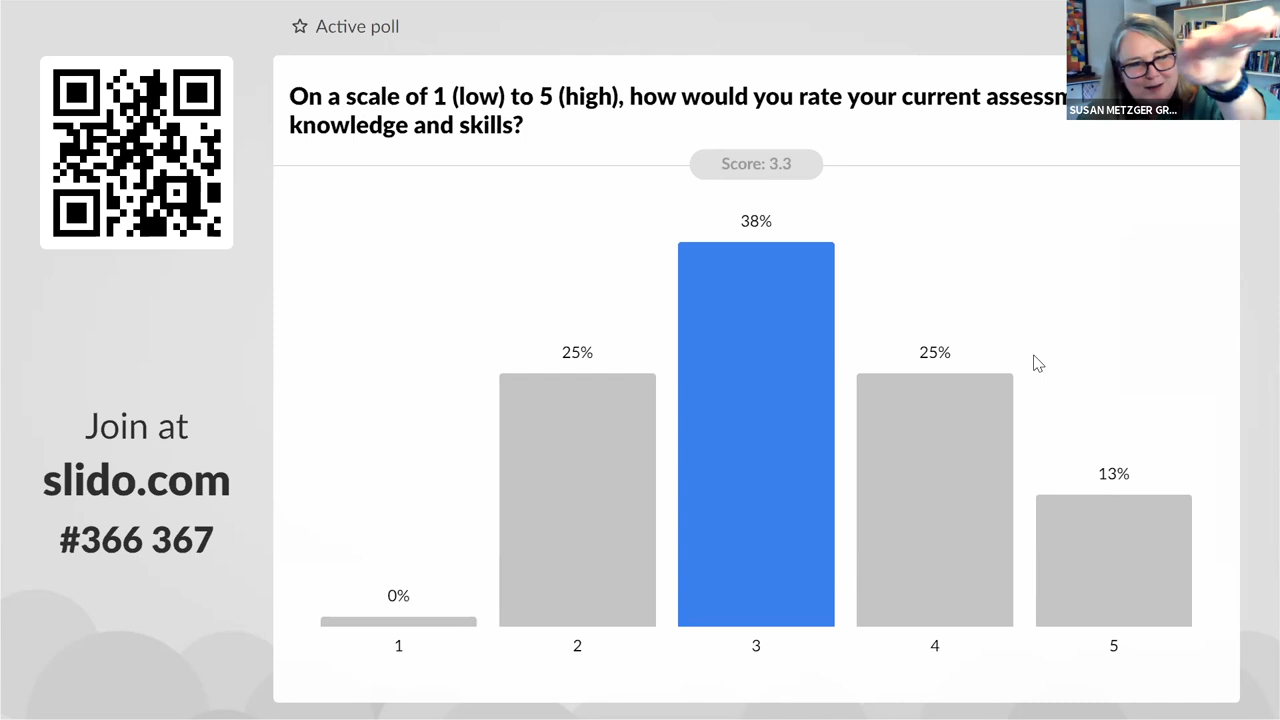 Active poll
On a scale of 1 (low) to 5 (high), how would you rate your current
knowledge and skills?
SUSAN METZGER GR...
Score: 3.3
38%
25%
25%
13%
0%
1
2
3
4
5
Join at
slido.com
#366 367